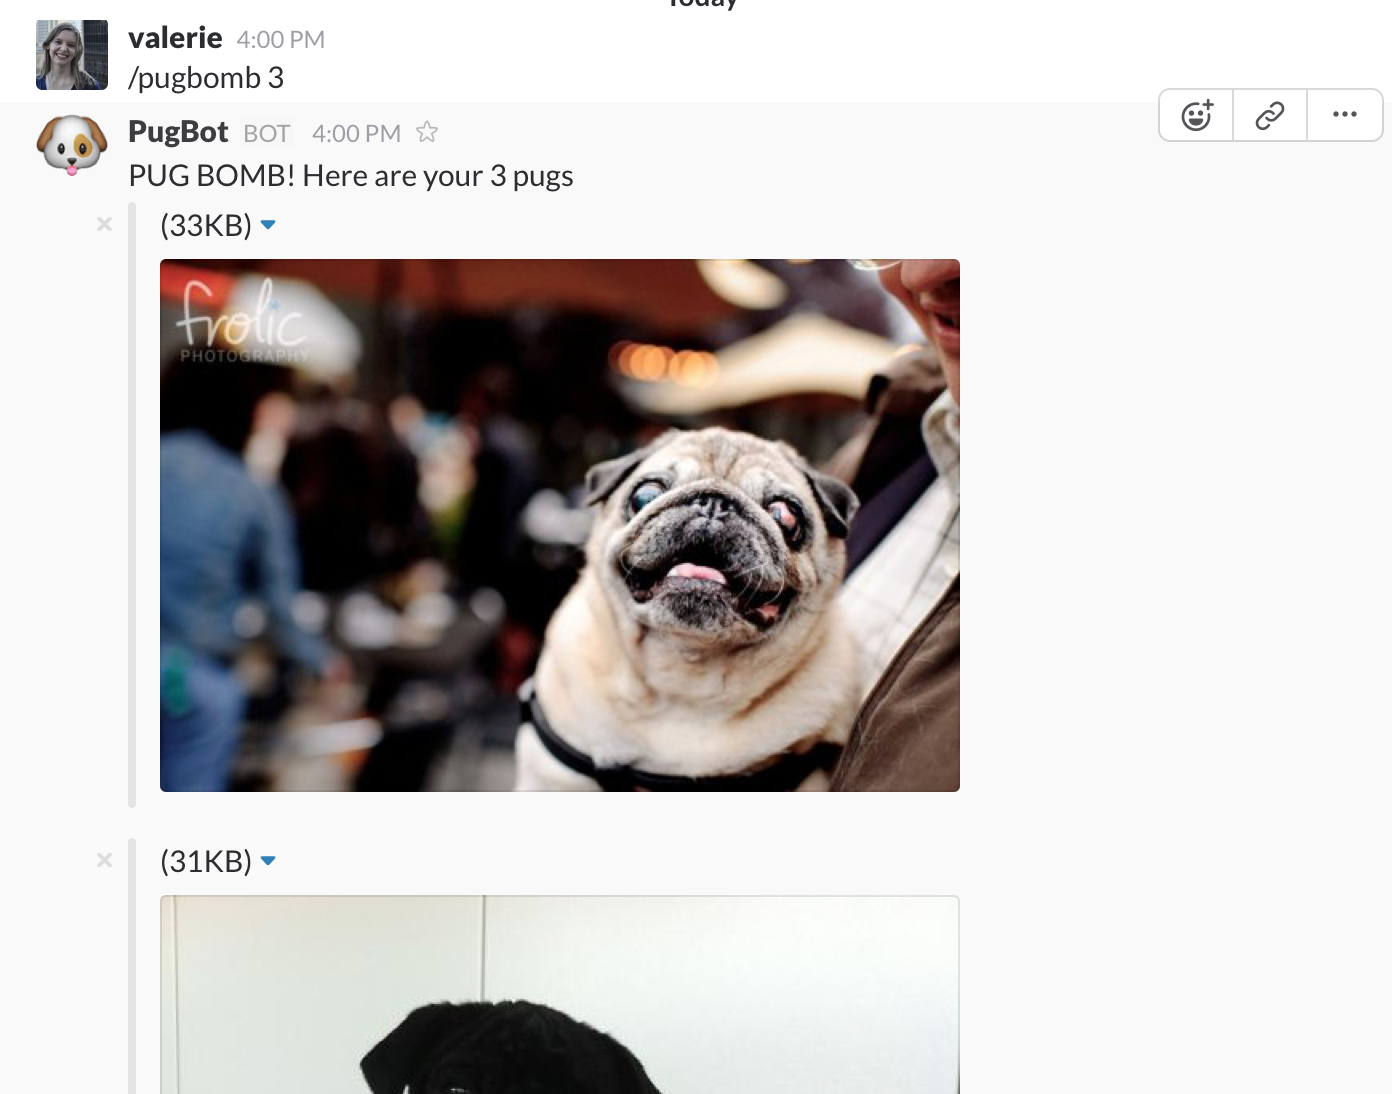 Today
valerie 4:00 PM
/pugbomb 3
PugBot BOT 4:00 PM
PUG BOMB! Here are your 3 pugs
(33KB)
frolic
PHOTOGRAPHY
(31KB)